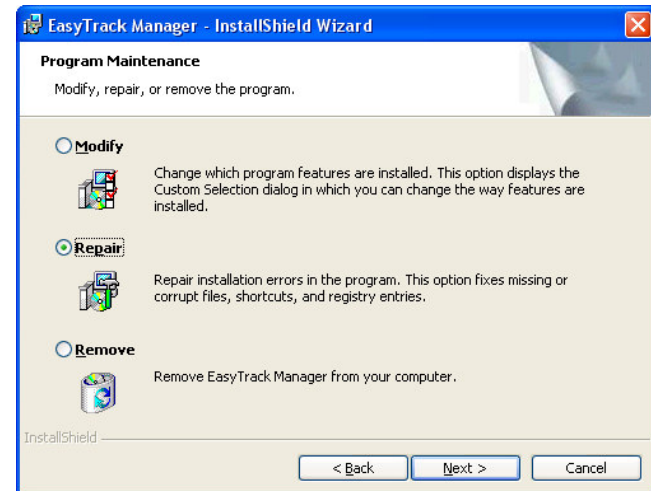 EasyTrack Manager - InstallShield Wizard
Program Maintenance
Modify, repair, or remove the program.
Modify
Change which program features are installed. This option displays the
Custom Selection dialog in which you can change the way features are
installed.
Repair
Repair installation errors in the program. This option fixes missing or
corrupt files, shortcuts, and registry entries.
Remove
Remove EasyTrack Manager from your computer.
InstallShield
< Back Next > Cancel